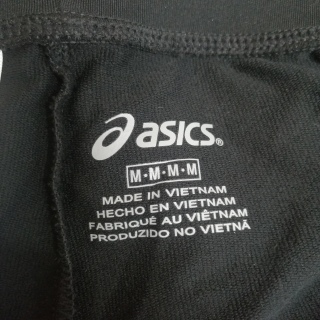 asics®
M•M•M•M
MADE IN VIETNAM
HECHO EN VIETNAM
FABRIQUÉ AU VIÊTNAM
PRODUZIDO NO VIETNÃ